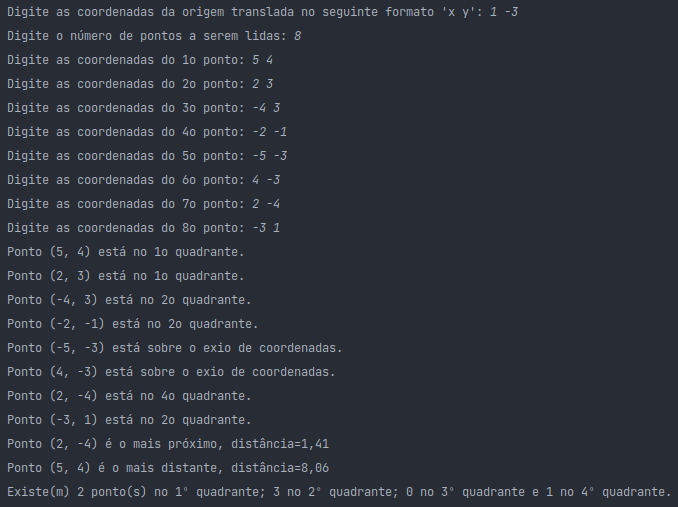 Digite as coordenadas da origem translada no seguinte formato 'x y': 1 -3
Digite o número de pontos a serem lidas: 8
Digite as coordenadas do 1o ponto: 5 4
Digite as coordenadas do 2o ponto: 2 3
Digite as coordenadas do 3o ponto: -4 3
Digite as coordenadas do 4o ponto: -2 -1
Digite as coordenadas do 5o ponto: -5 -3
Digite as coordenadas do 6o ponto: 4 -3
Digite as coordenadas do 7o ponto: 2 -4
Digite as coordenadas do 8o ponto: -3 1
Ponto (5, 4) está no 1o quadrante.
Ponto (2, 3) está no 1o quadrante.
Ponto (-4, 3) está no 2o quadrante.
Ponto (-2, -1) está no 2o quadrante.
Ponto (-5, -3) está sobre o exio de coordenadas.
Ponto (4, -3) está sobre o exio de coordenadas.
Ponto (2, -4) está no 4o quadrante.
Ponto (-3, 1) está no 2o quadrante.
Ponto (2, -4) é o mais próximo, distância=1,41
Ponto (5, 4) é o mais distante, distância=8,06
Existe(m) 2 ponto(s) no 1° quadrante; 3 no 2° quadrante; 0 no 3° quadrante e 1 no 4° quadrante.